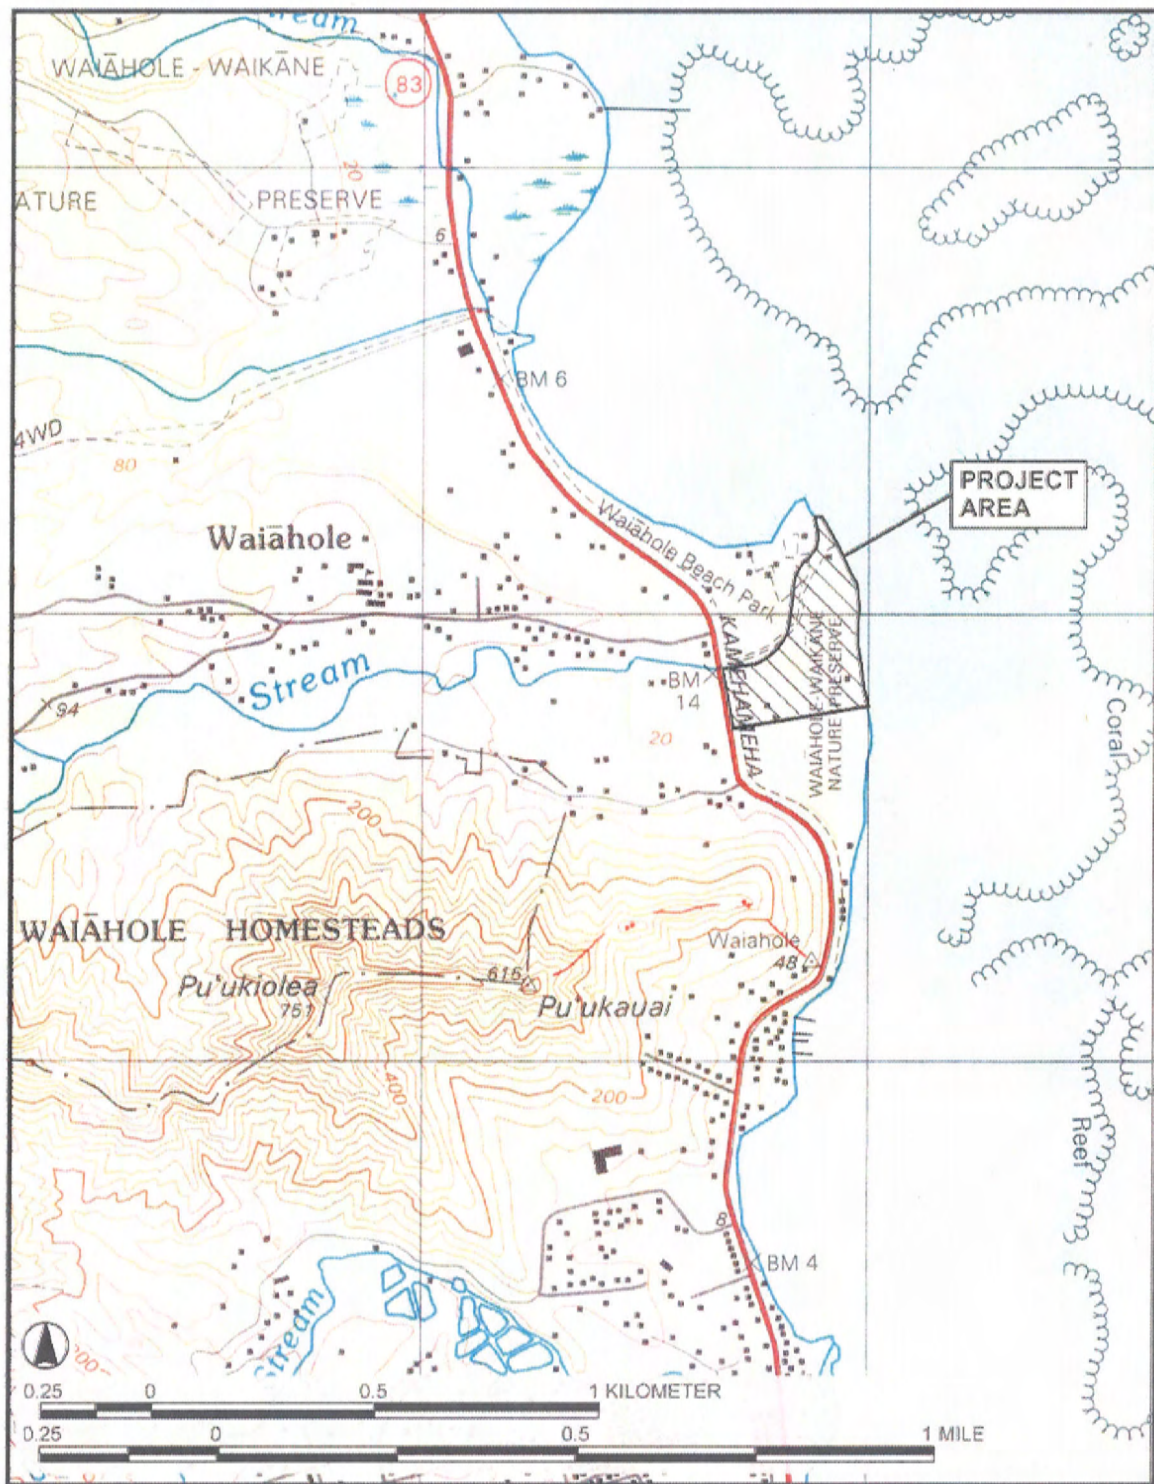 Stream
WAIĀHOLE - WAIKĀNE
83
20
ATURE
PRESERVE
6
BM 6
4WD
80
PROJECT
AREA
Waiāhole
Waiāhole Beach Park
KAMEHAMEHA
WAIAHOLE-WAIKANE
NATURE PRESERVE
Stream
BM
14
94
20
Coral
200
WAIĀHOLE HOMESTEADS
Waiahole
48
615
Pu'ukiolea
751
Pu'ukauai
400
200
Reef
8
BM 4
Stream
200
0.25 0 0.5 1 KILOMETER
0.25 0 0.5 1 MILE